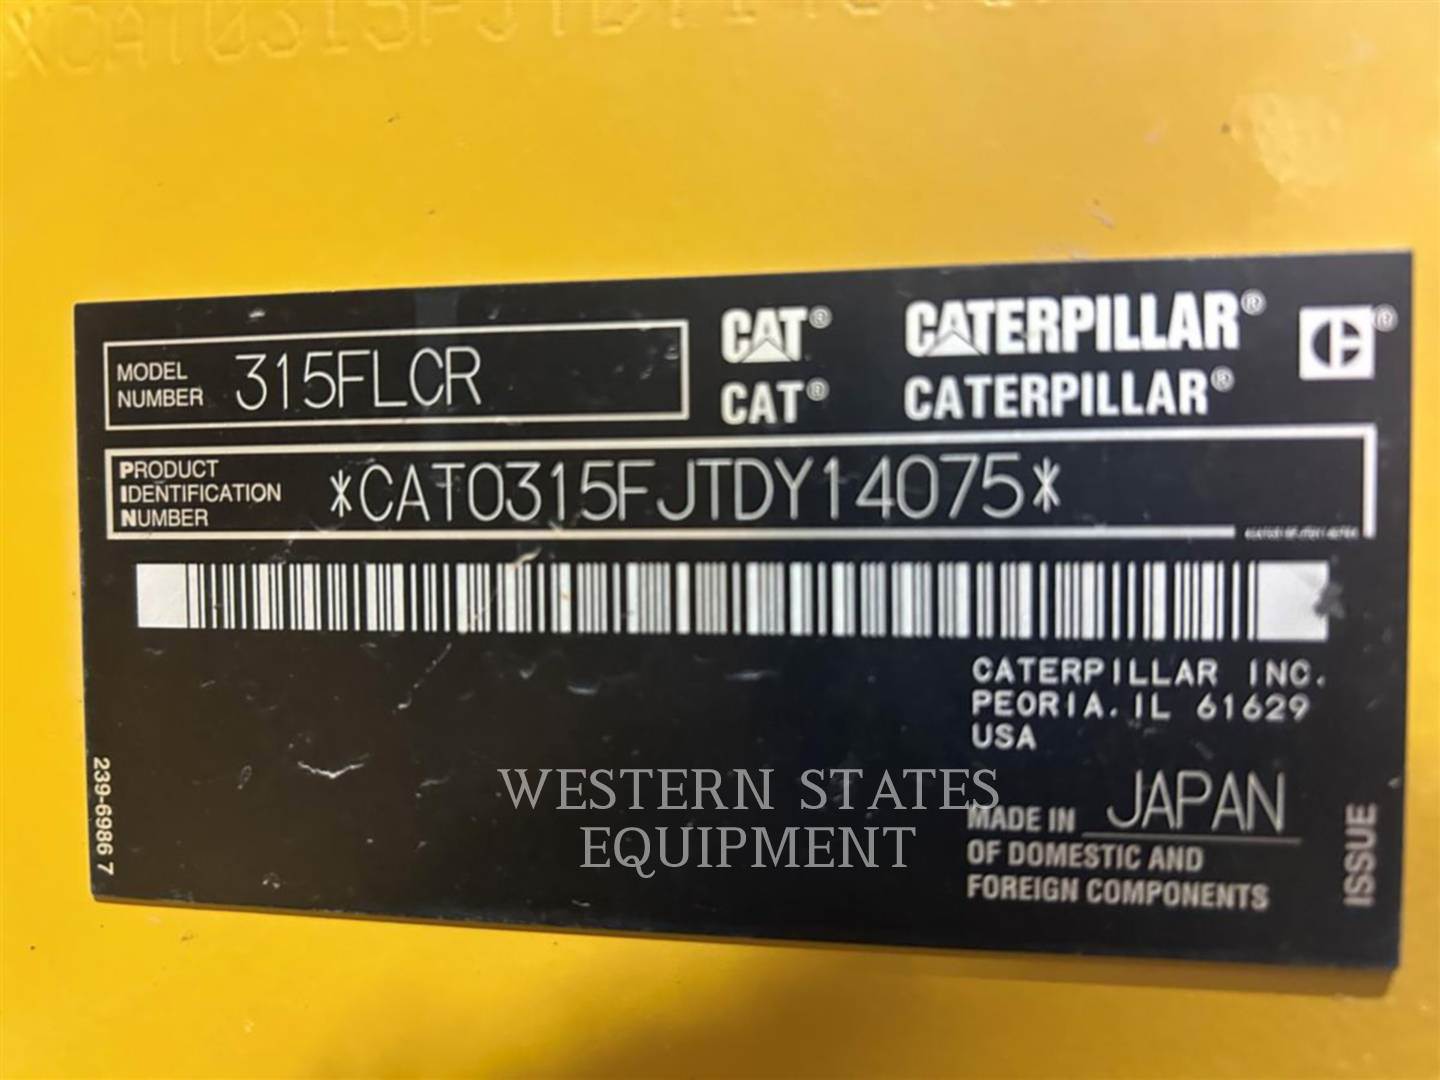 CAT0315FJTDY14075
MODEL NUMBER 315FLCR
CAT® CATERPILLAR®
CAT® CATERPILLAR®
PRODUCT IDENTIFICATION NUMBER *CAT0315FJTDY14075*
CATERPILLAR INC.
PEORIA. IL 61629
USA
MADE IN JAPAN
OF DOMESTIC AND
FOREIGN COMPONENTS
239-6986 7
ISSUE
WESTERN STATES
EQUIPMENT